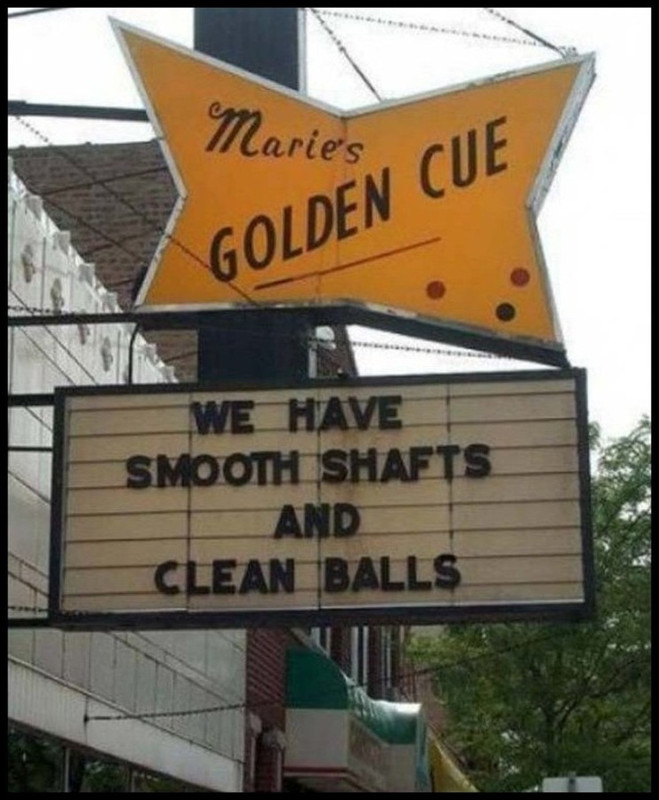 Marie's
GOLDEN CUE
WE HAVE
SMOOTH SHAFTS
AND
CLEAN BALLS